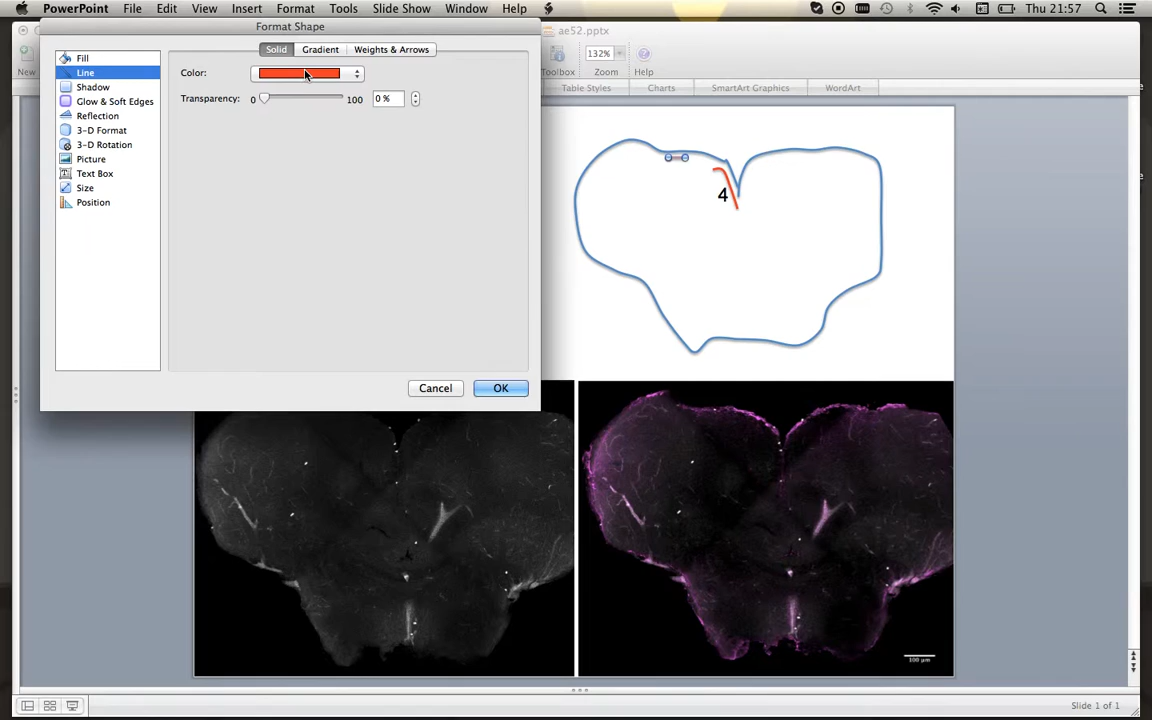 PowerPoint File Edit View Insert Format Tools Slide Show Window Help Thu 21:57
Format Shape
ae52.pptx
Solid Gradient Weights & Arrows
New
132%
Toolbox Zoom Help
Fill
Line
Shadow
Glow & Soft Edges
Reflection
3-D Format
3-D Rotation
Picture
Text Box
Size
Position
Color:
Transparency: 0 100 0 %
Table Styles Charts SmartArt Graphics WordArt
4
Cancel OK
100 µm
Slide 1 of 1